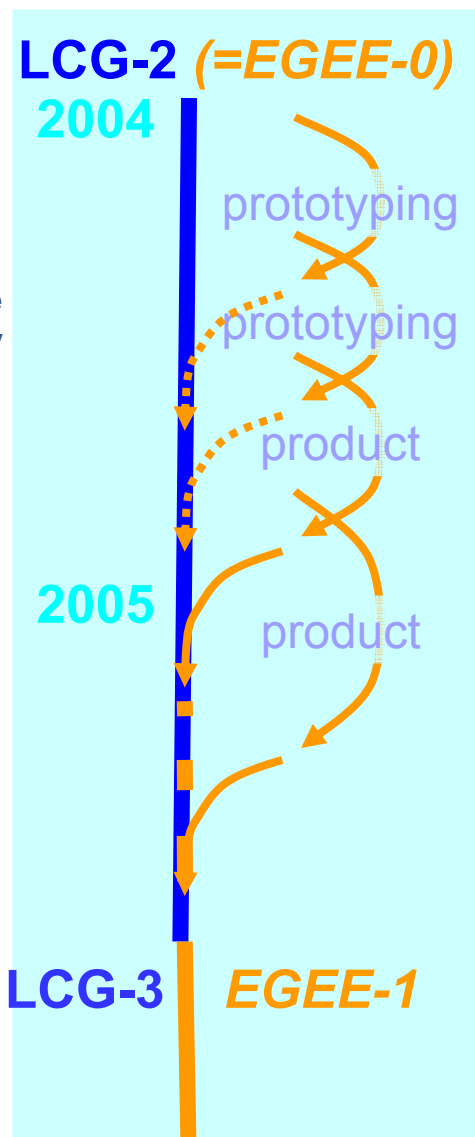 LCG-2 (=EGEE-0)
2004
prototyping
prototyping
product
2005
product
LCG-3 EGEE-1